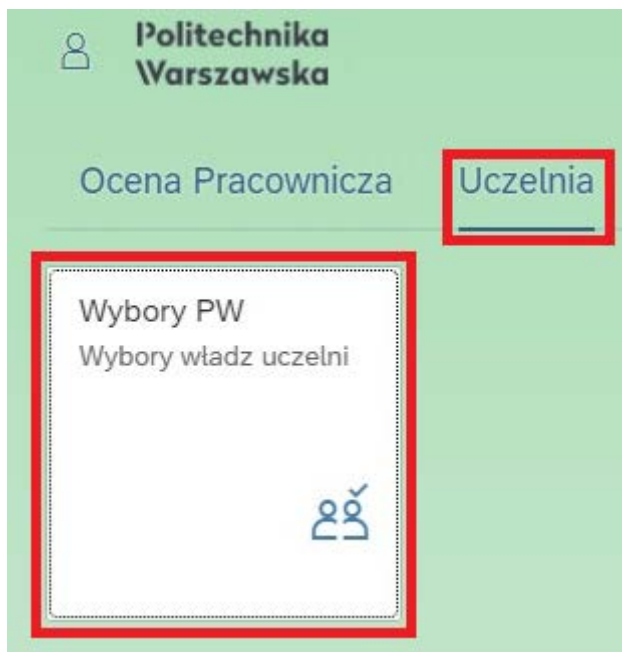 Politechnika
Warszawska
Ocena Pracownicza Uczelnia
Wybory PW
Wybory władz uczelni